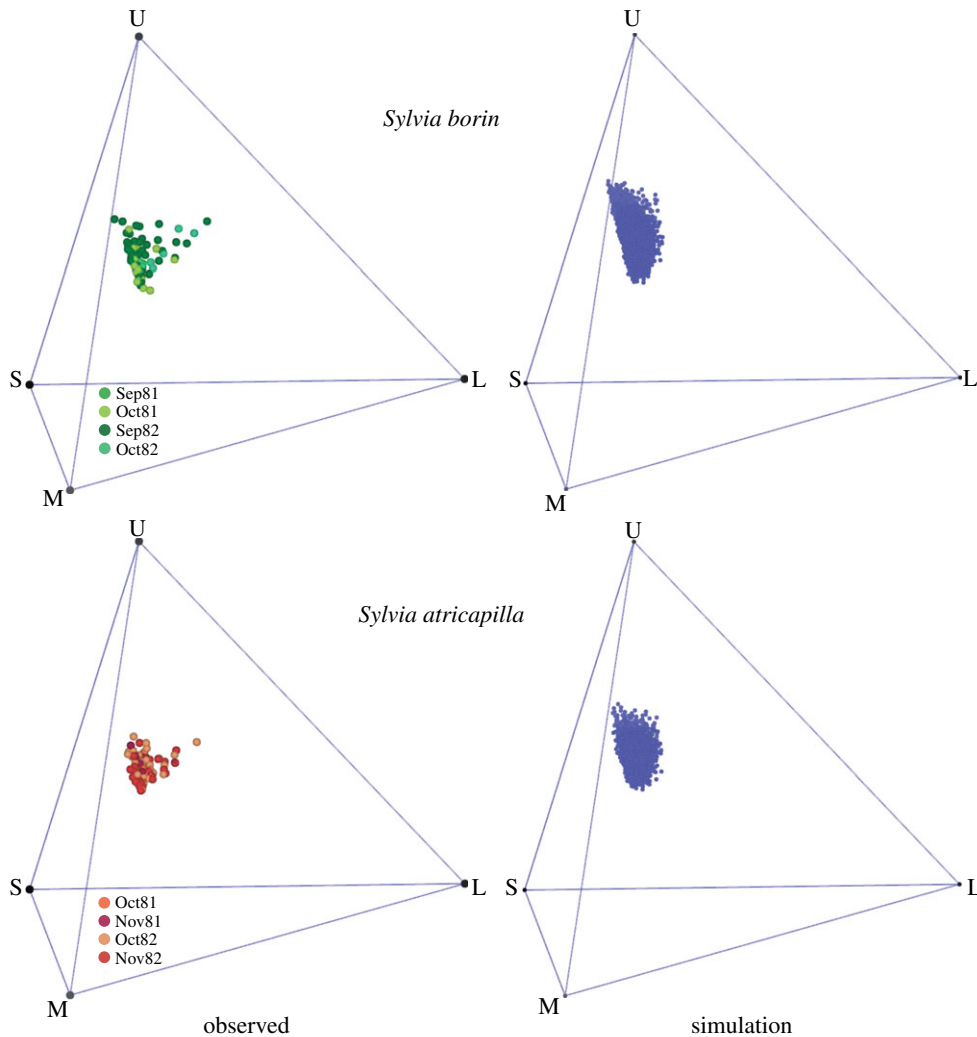 U
U
Sylvia borin
S
L
S
L
Sep81
Oct81
Sep82
Oct82
M
M
U
U
Sylvia atricapilla
S
L
S
L
Oct81
Nov81
Oct82
Nov82
M
M
observed
simulation